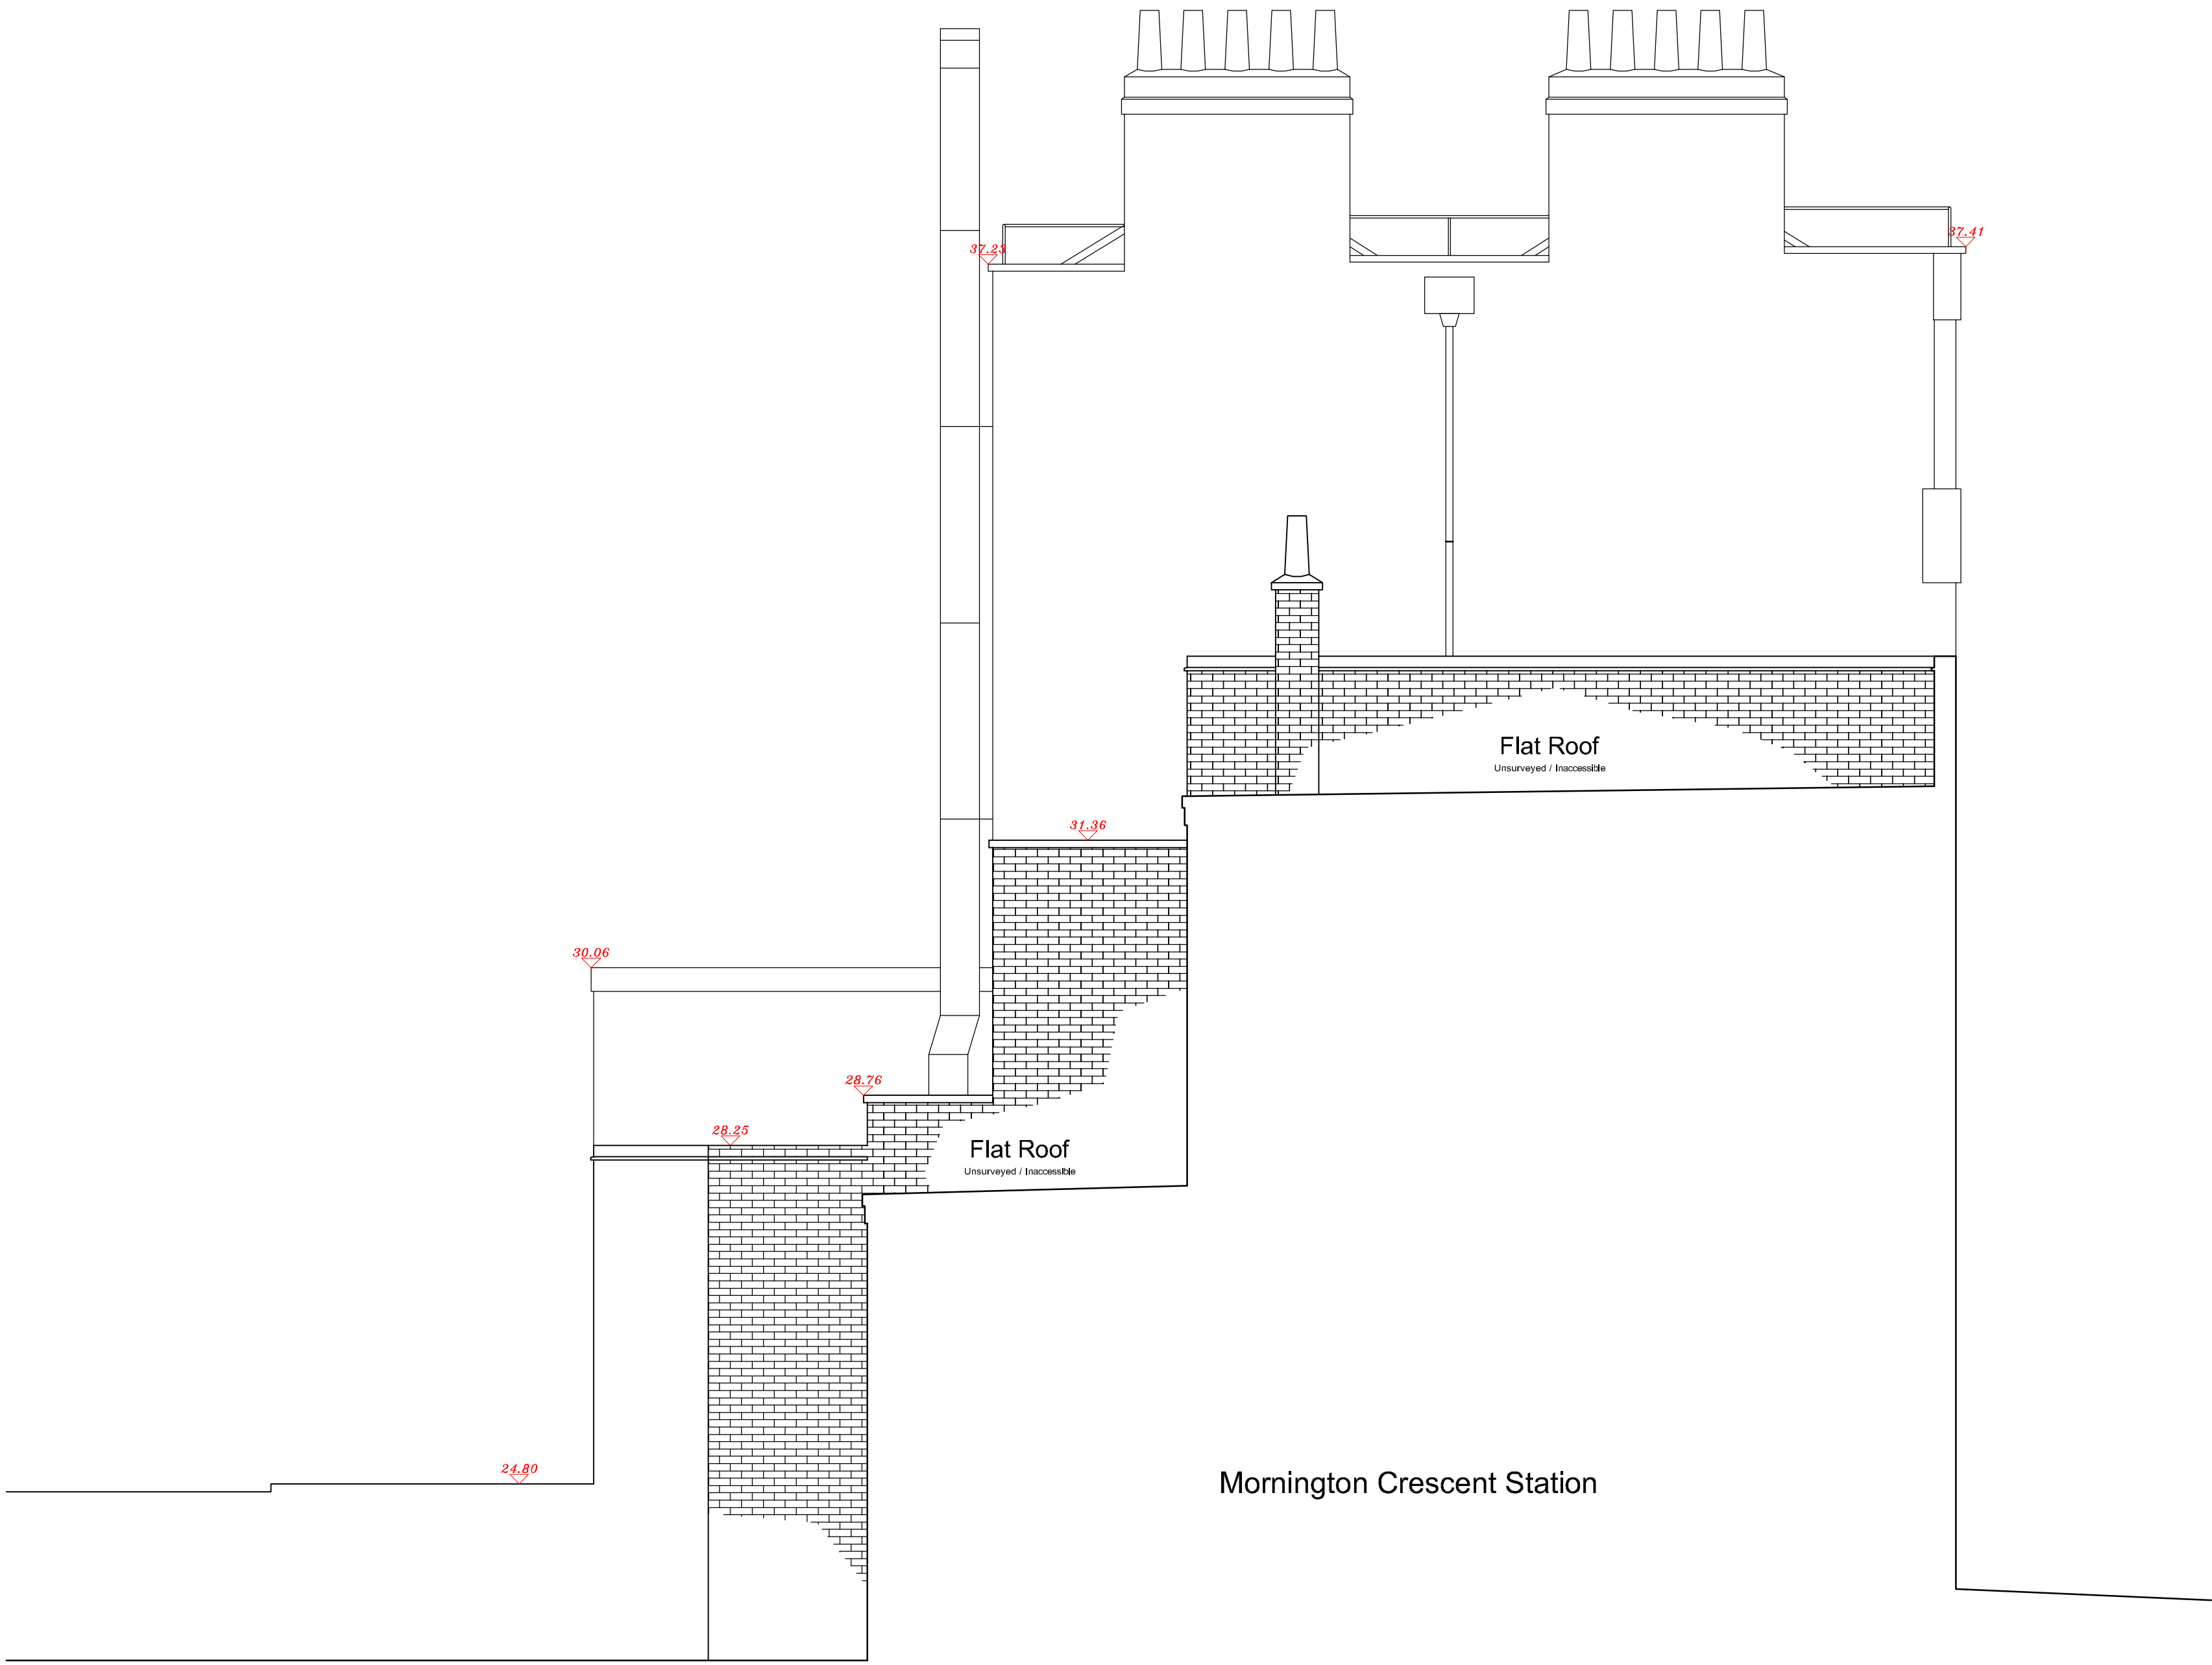 37.41
37.23
Flat Roof
Unsurveyed / Inaccessible
31.36
30.06
28.76
28.25
Flat Roof
Unsurveyed / Inaccessible
24.80
Mornington Crescent Station